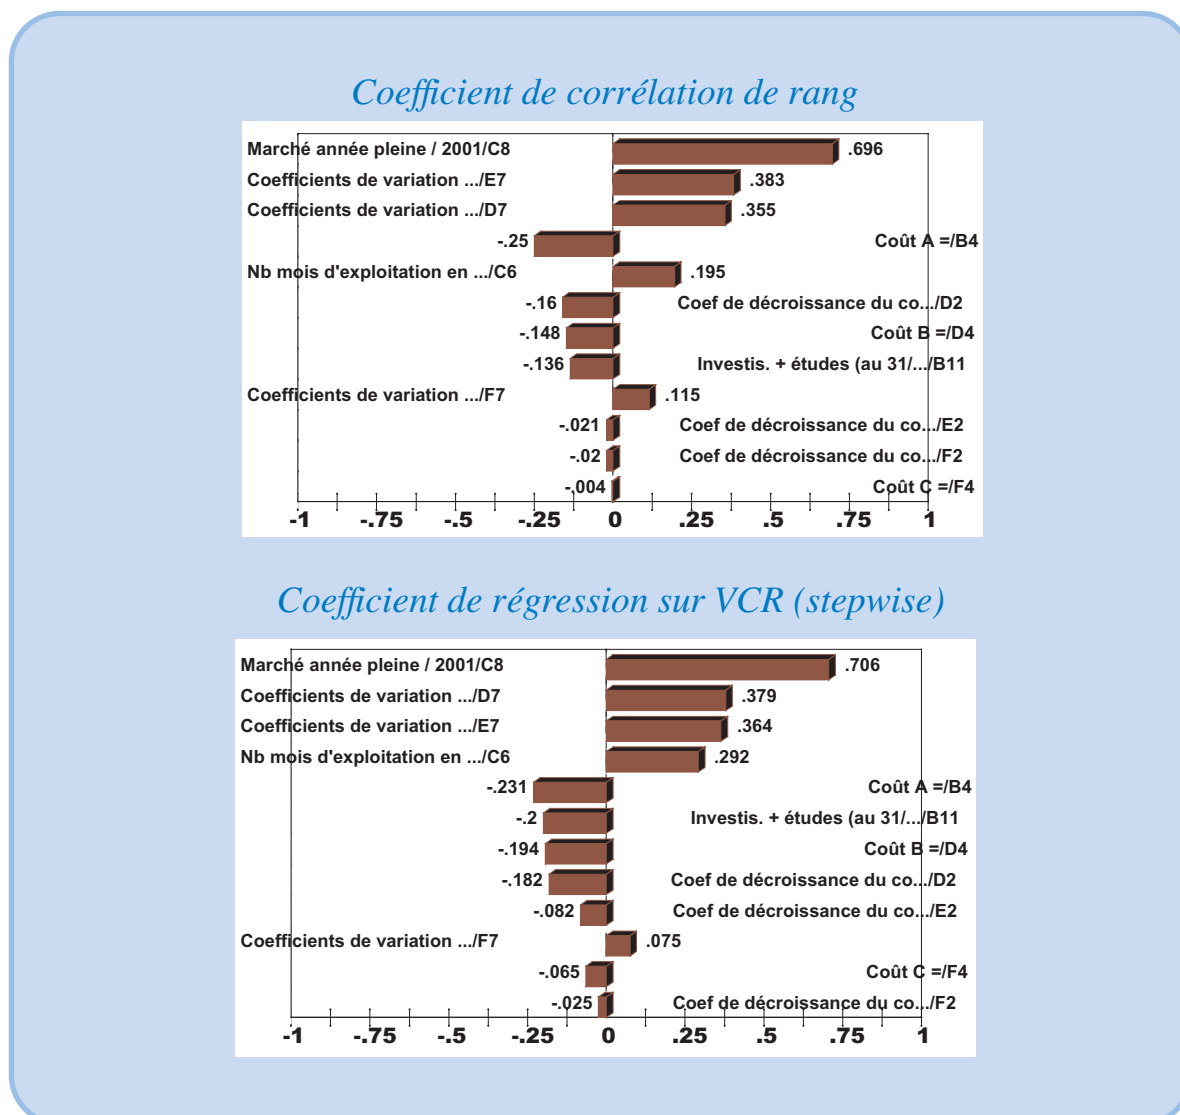 Coefficient de corrélation de rang
Marché année pleine / 2001/C8 .696
Coefficients de variation .../E7 .383
Coefficients de variation .../D7 .355
-.25 Coût A =/B4
Nb mois d'exploitation en .../C6 .195
-.16 Coef de décroissance du co.../D2
-.148 Coût B =/D4
-.136 Investis. + études (au 31/.../B11
Coefficients de variation .../F7 .115
-.021 Coef de décroissance du co.../E2
-.02 Coef de décroissance du co.../F2
-.004 Coût C =/F4
-1 -.75 -.5 -.25 0 .25 .5 .75 1
Coefficient de régression sur VCR (stepwise)
Marché année pleine / 2001/C8 .706
Coefficients de variation .../D7 .379
Coefficients de variation .../E7 .364
Nb mois d'exploitation en .../C6 .292
-.231 Coût A =/B4
-.2 Investis. + études (au 31/.../B11
-.194 Coût B =/D4
-.182 Coef de décroissance du co.../D2
-.082 Coef de décroissance du co.../E2
Coefficients de variation .../F7 .075
-.065 Coût C =/F4
-.025 Coef de décroissance du co.../F2
-1 -.75 -.5 -.25 0 .25 .5 .75 1